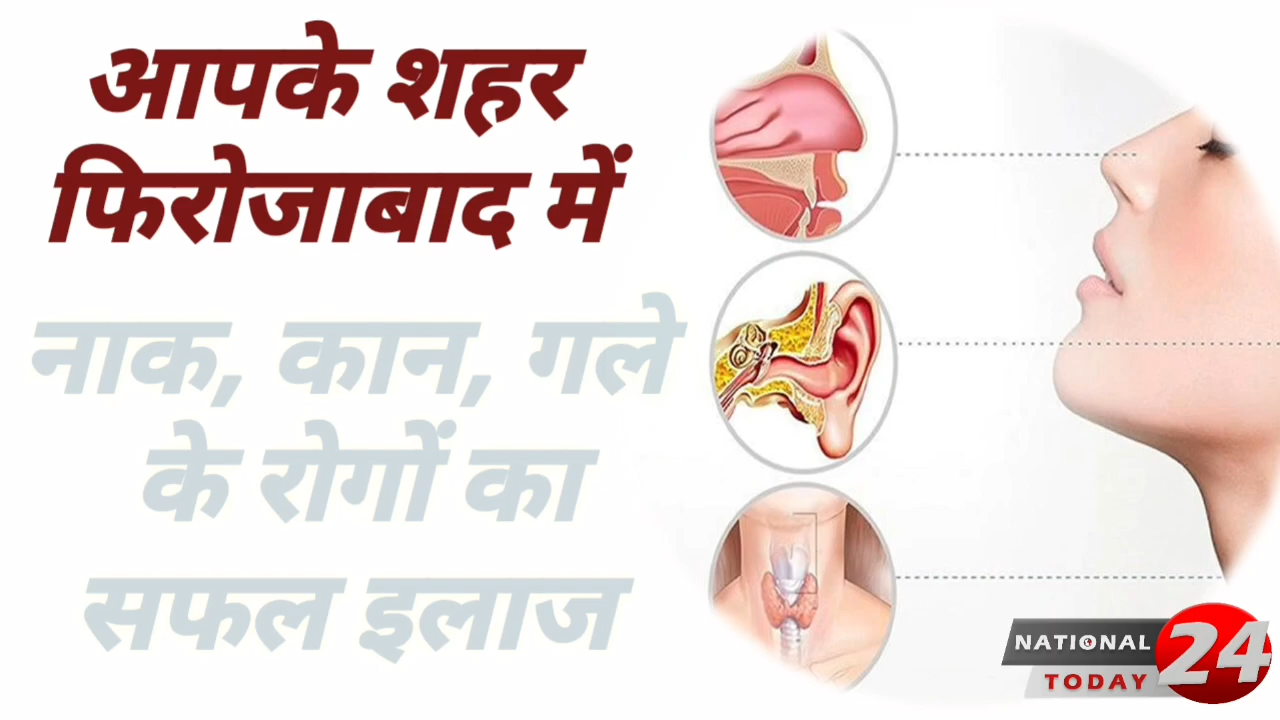 आपके शहर
फिरोजाबाद में
नाक, कान, गले
के रोगों का
सफल इलाज
NATIONAL
TODAY
24